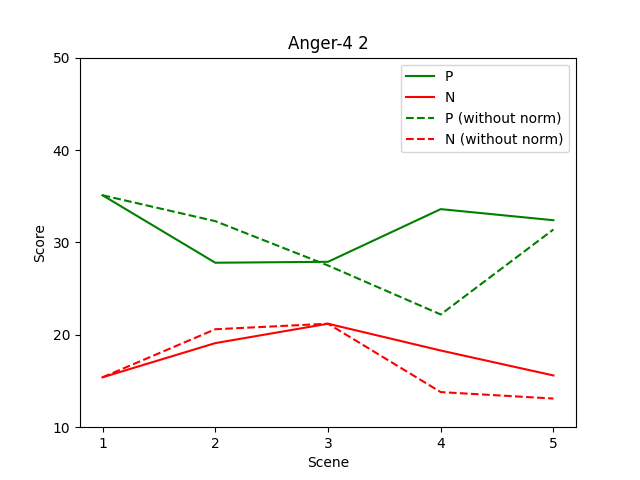 Anger-4 2
50
40
30
20
10
Score
1 2 3 4 5
Scene
P
N
P (without norm)
N (without norm)